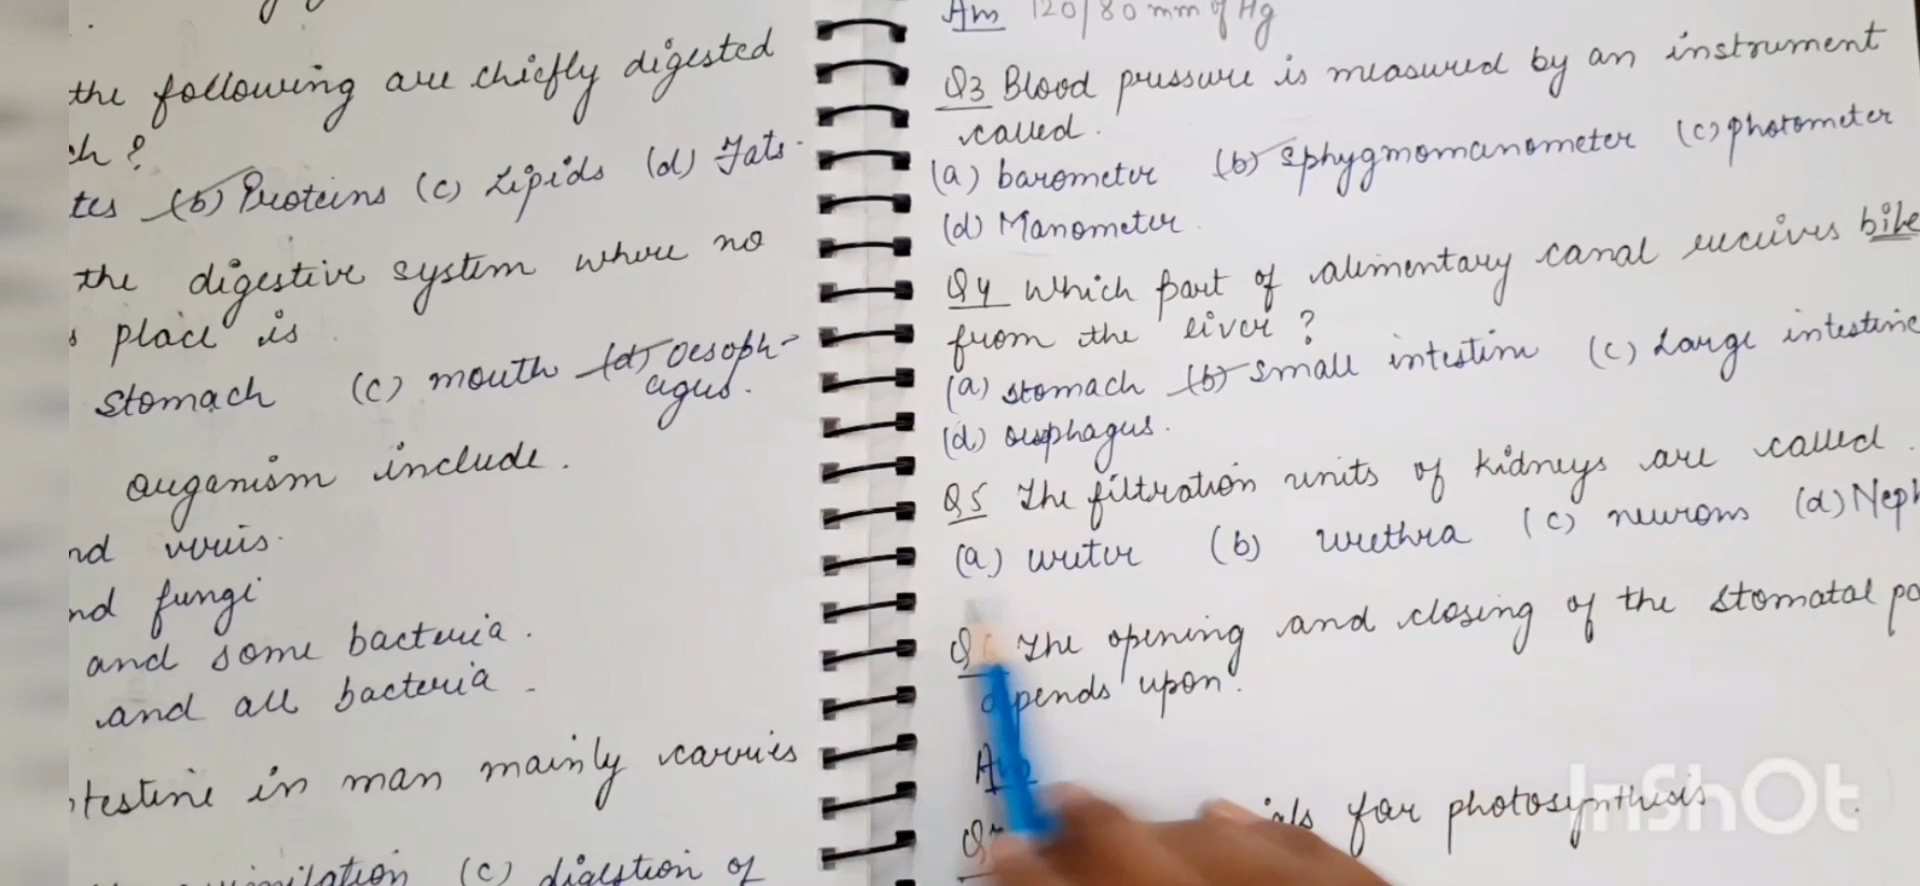 the following are chiefly digested
ch ?
tes (b) Proteins (c) Lipids (d) Fats.
the digestive system where no
s place is
stomach (c) mouth (d) Oesoph-
agus.
organism include.
nd virus.
nd fungi
and some bacteria.
and all bacteria.
testine in man mainly carries
(c) digestion of
Ans 120/80 mm of Hg
Q3 Blood pressure is measured by an instrument
called.
(a) barometer (b) Sphygmomanometer (c) photometer
(d) Manometer.
Q4 Which part of alimentary canal receives bile
from the liver ?
(a) stomach (b) small intestine (c) Large intestine
(d) oesophagus.
Q5 The filtration units of kidneys are called.
(a) ureter (b) urethra (c) neurons (d) Neph
Q6 The opening and closing of the stomatal po
depends upon.
Ans
for photosynthesis.
InShOt